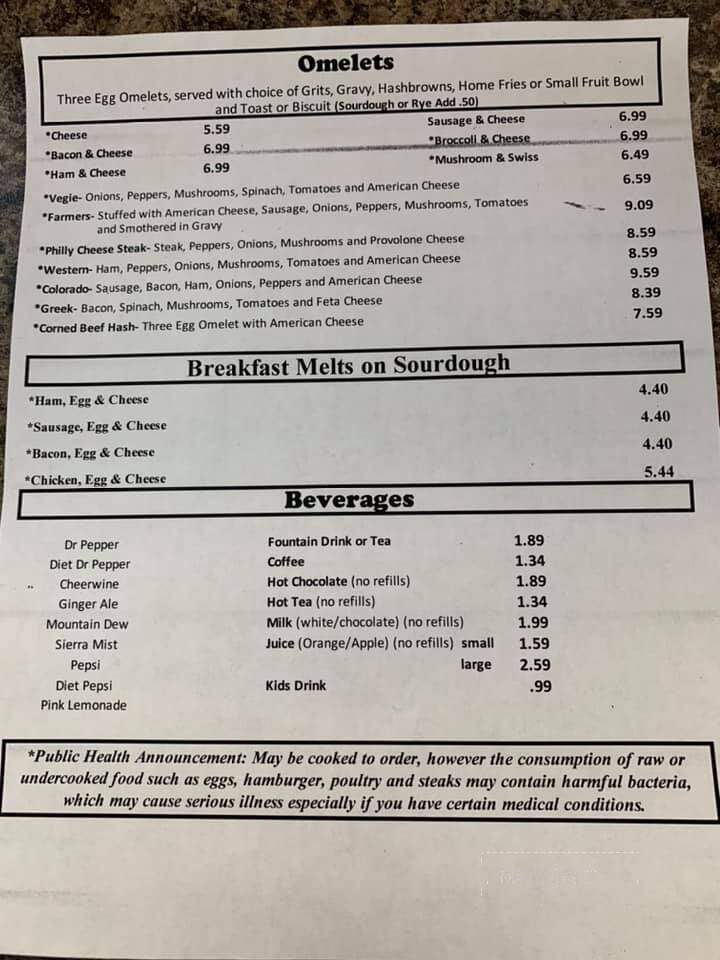 Omelets
Three Egg Omelets, served with choice of Grits, Gravy, Hashbrowns, Home Fries or Small Fruit Bowl
and Toast or Biscuit (Sourdough or Rye Add .50)
*Cheese 5.59 Sausage & Cheese 6.99
*Bacon & Cheese 6.99 *Broccoli & Cheese 6.99
*Ham & Cheese 6.99 *Mushroom & Swiss 6.49
*Vegie- Onions, Peppers, Mushrooms, Spinach, Tomatoes and American Cheese 6.59
*Farmers- Stuffed with American Cheese, Sausage, Onions, Peppers, Mushrooms, Tomatoes 9.09
and Smothered in Gravy
*Philly Cheese Steak- Steak, Peppers, Onions, Mushrooms and Provolone Cheese 8.59
*Western- Ham, Peppers, Onions, Mushrooms, Tomatoes and American Cheese 8.59
*Colorado- Sausage, Bacon, Ham, Onions, Peppers and American Cheese 9.59
*Greek- Bacon, Spinach, Mushrooms, Tomatoes and Feta Cheese 8.39
*Corned Beef Hash- Three Egg Omelet with American Cheese 7.59
Breakfast Melts on Sourdough
*Ham, Egg & Cheese 4.40
*Sausage, Egg & Cheese 4.40
*Bacon, Egg & Cheese 4.40
*Chicken, Egg & Cheese 5.44
Beverages
Dr Pepper Fountain Drink or Tea 1.89
Diet Dr Pepper Coffee 1.34
Cheerwine Hot Chocolate (no refills) 1.89
Ginger Ale Hot Tea (no refills) 1.34
Mountain Dew Milk (white/chocolate) (no refills) 1.99
Sierra Mist Juice (Orange/Apple) (no refills) small 1.59
Pepsi large 2.59
Diet Pepsi Kids Drink .99
Pink Lemonade
*Public Health Announcement: May be cooked to order, however the consumption of raw or
undercooked food such as eggs, hamburger, poultry and steaks may contain harmful bacteria,
which may cause serious illness especially if you have certain medical conditions.